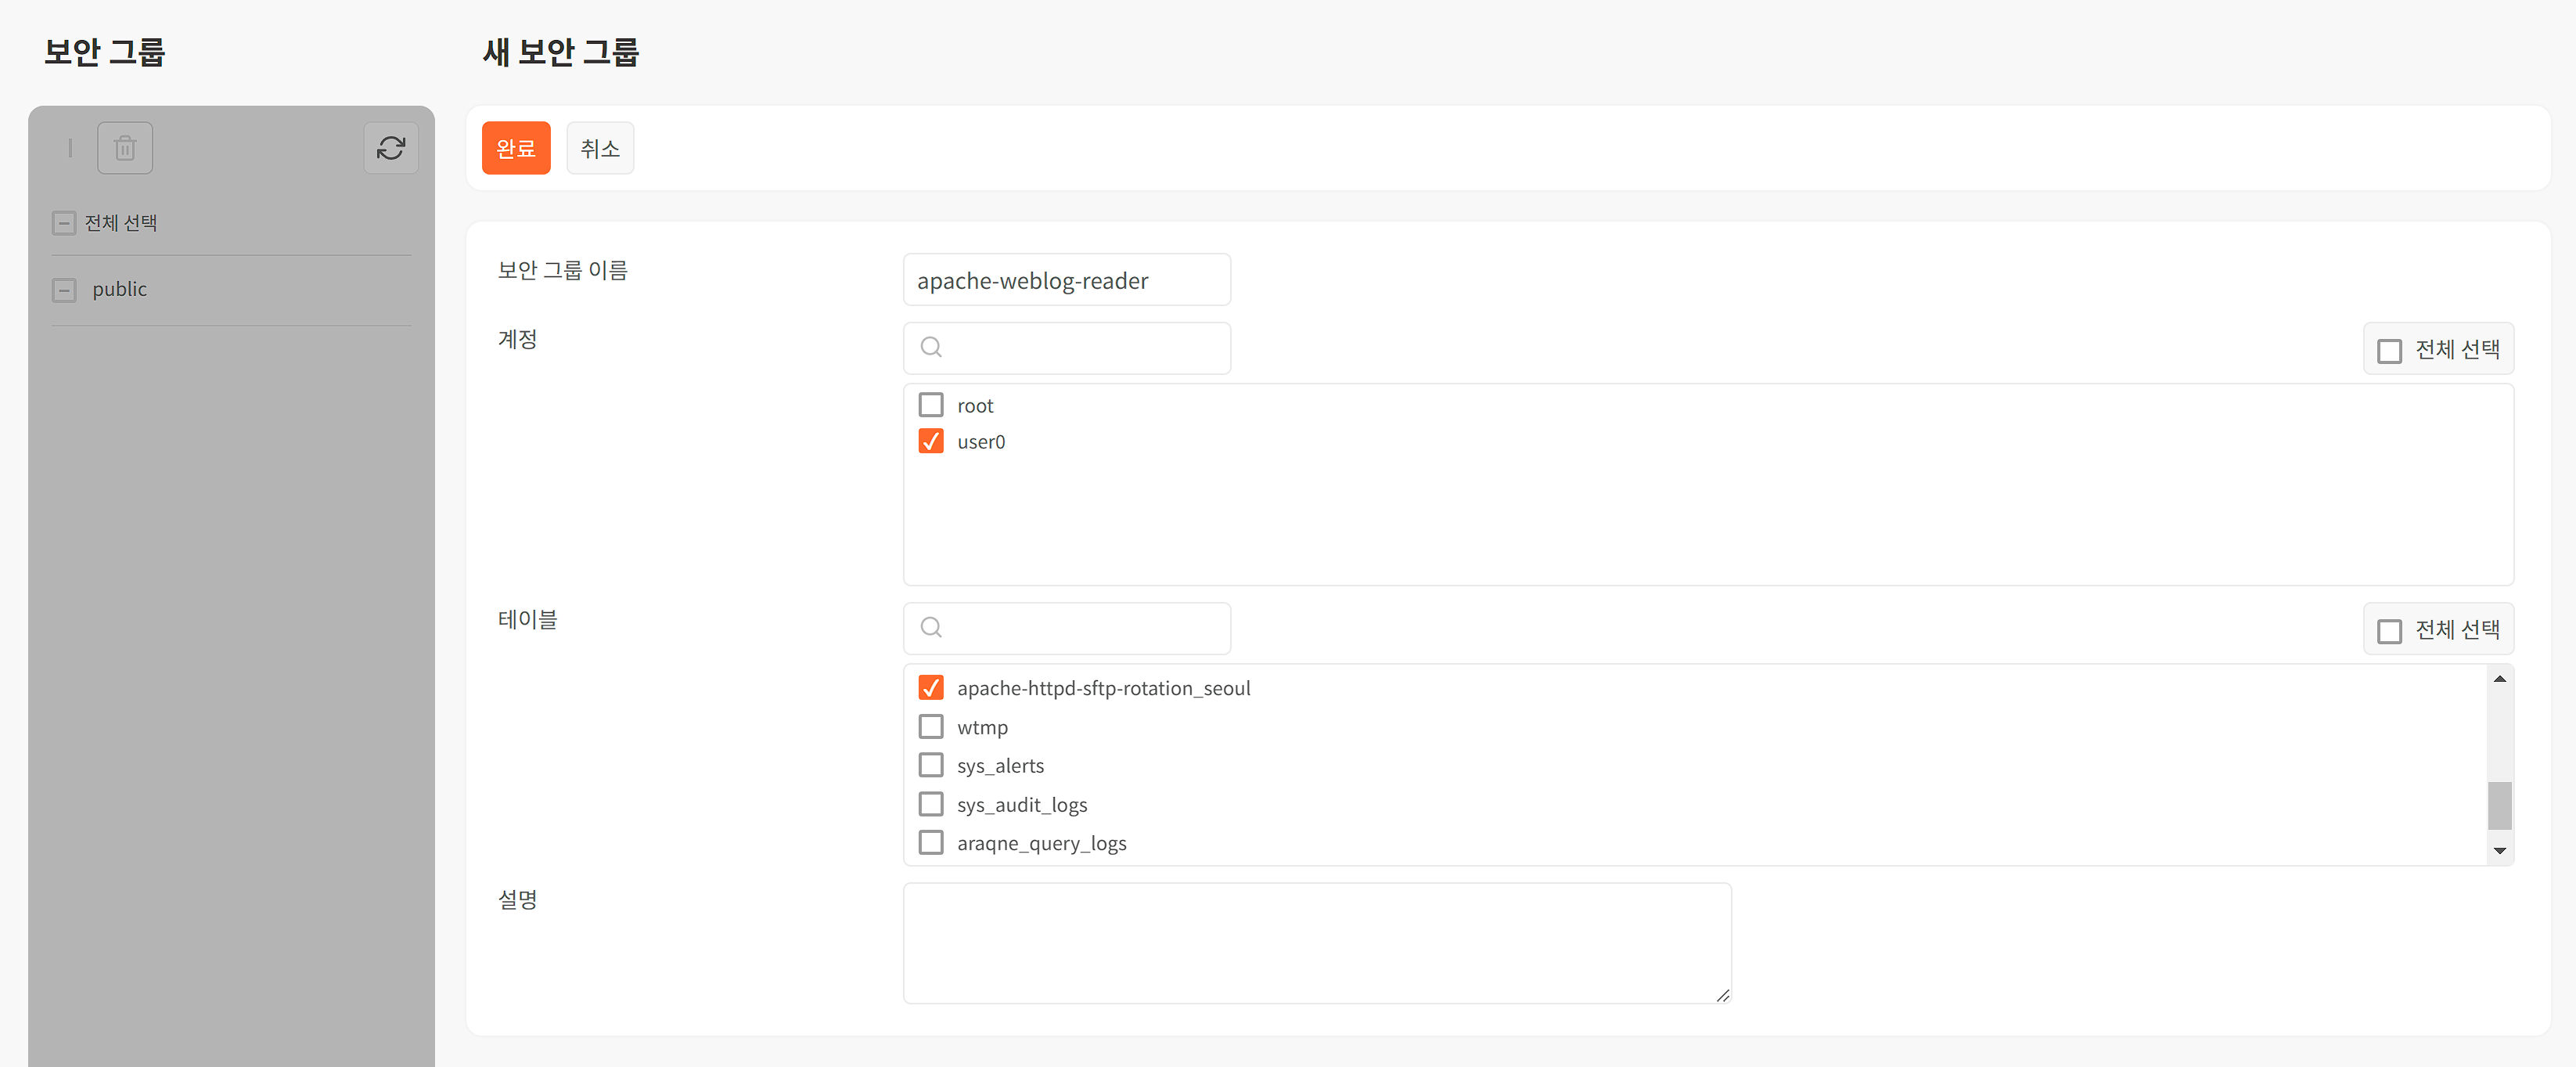 보안 그룹
새 보안 그룹
완료
취소
전체 선택
public
보안 그룹 이름
apache-weblog-reader
계정
전체 선택
root
user0
테이블
전체 선택
apache-httpd-sftp-rotation_seoul
wtmp
sys_alerts
sys_audit_logs
araqne_query_logs
설명